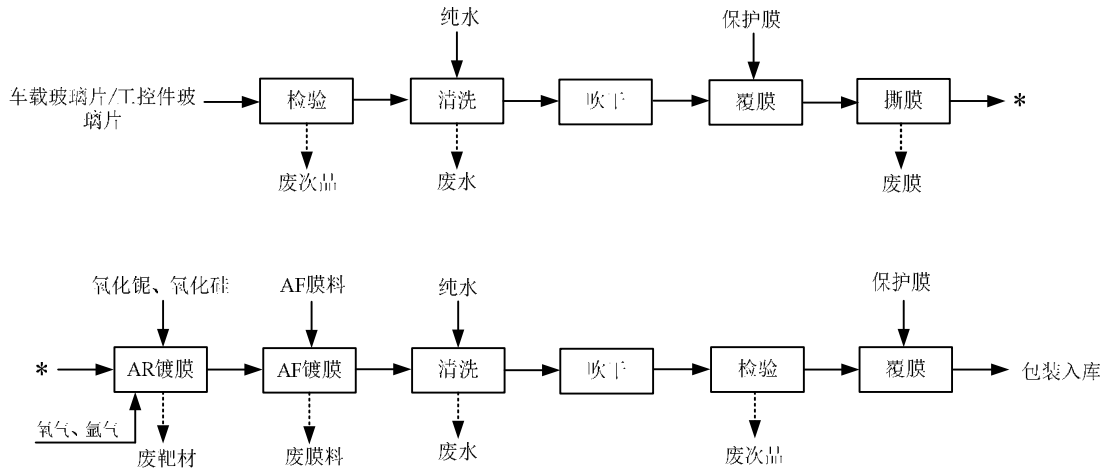 纯水
保护膜
车载玻璃片/工控件玻
璃片
检验
清洗
吹干
覆膜
撕膜
*
废次品
废水
废膜
氧化铌、氧化硅
AF膜料
纯水
保护膜
*
AR镀膜
AF镀膜
清洗
吹干
检验
覆膜
包装入库
氧气、氩气
废靶材
废膜料
废水
废次品